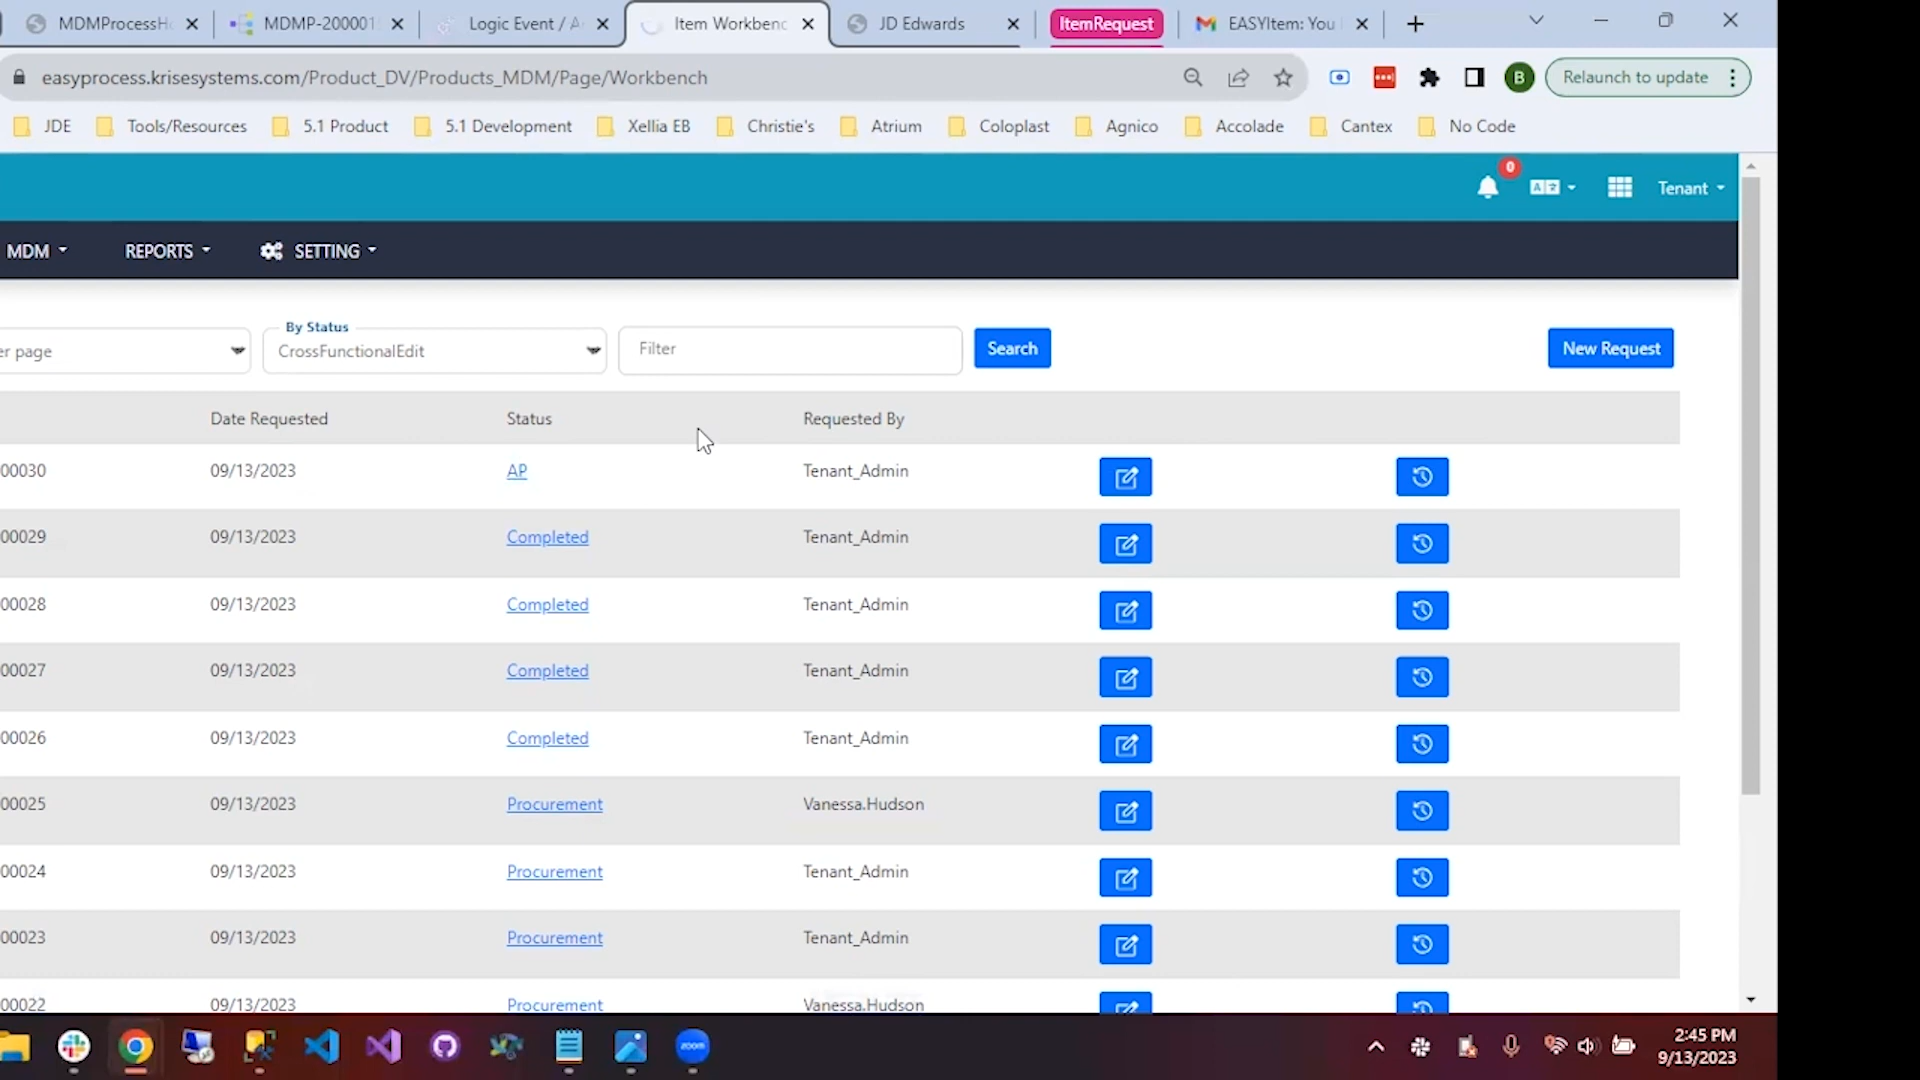 MDMProcessHo
MDMP-2000015
Logic Event / A
Item Workbenc
JD Edwards
ItemRequest
EASYItem: You
easyprocess.krisesystems.com/Product_DV/Products_MDM/Page/Workbench
B
Relaunch to update
JDE
Tools/Resources
5.1 Product
5.1 Development
Xellia EB
Christie's
Atrium
Coloplast
Agnico
Accolade
Cantex
No Code
0
Tenant
MDM
REPORTS
SETTING
er page
By Status
CrossFunctionalEdit
Filter
Search
New Request
Date Requested
Status
Requested By
00030
09/13/2023
AP
Tenant_Admin
00029
09/13/2023
Completed
Tenant_Admin
00028
09/13/2023
Completed
Tenant_Admin
00027
09/13/2023
Completed
Tenant_Admin
00026
09/13/2023
Completed
Tenant_Admin
00025
09/13/2023
Procurement
Vanessa.Hudson
00024
09/13/2023
Procurement
Tenant_Admin
00023
09/13/2023
Procurement
Tenant_Admin
00022
09/13/2023
Procurement
Vanessa.Hudson
zoom
2:45 PM
9/13/2023